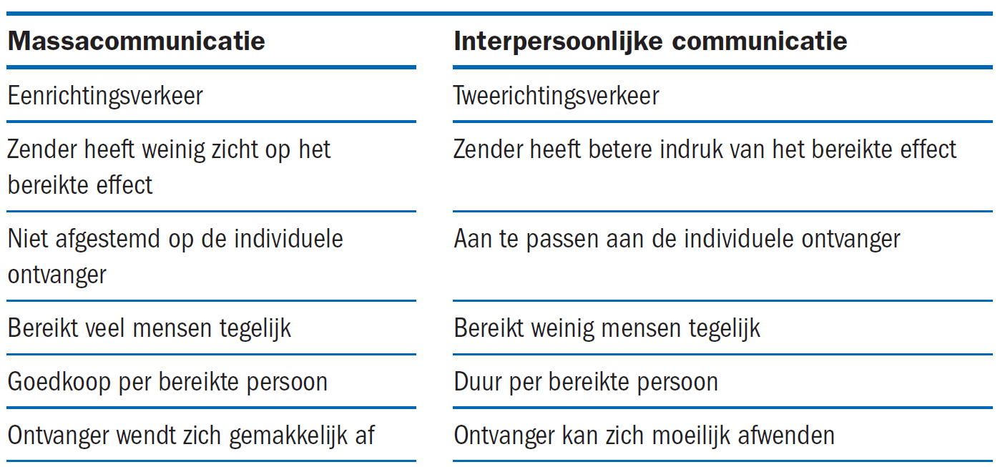 Massacommunicatie Interpersoonlijke communicatie
Eenrichtingsverkeer Tweerichtingsverkeer
Zender heeft weinig zicht op het Zender heeft betere indruk van het bereikte effect
bereikte effect
Niet afgestemd op de individuele Aan te passen aan de individuele ontvanger
ontvanger
Bereikt veel mensen tegelijk Bereikt weinig mensen tegelijk
Goedkoop per bereikte persoon Duur per bereikte persoon
Ontvanger wendt zich gemakkelijk af Ontvanger kan zich moeilijk afwenden